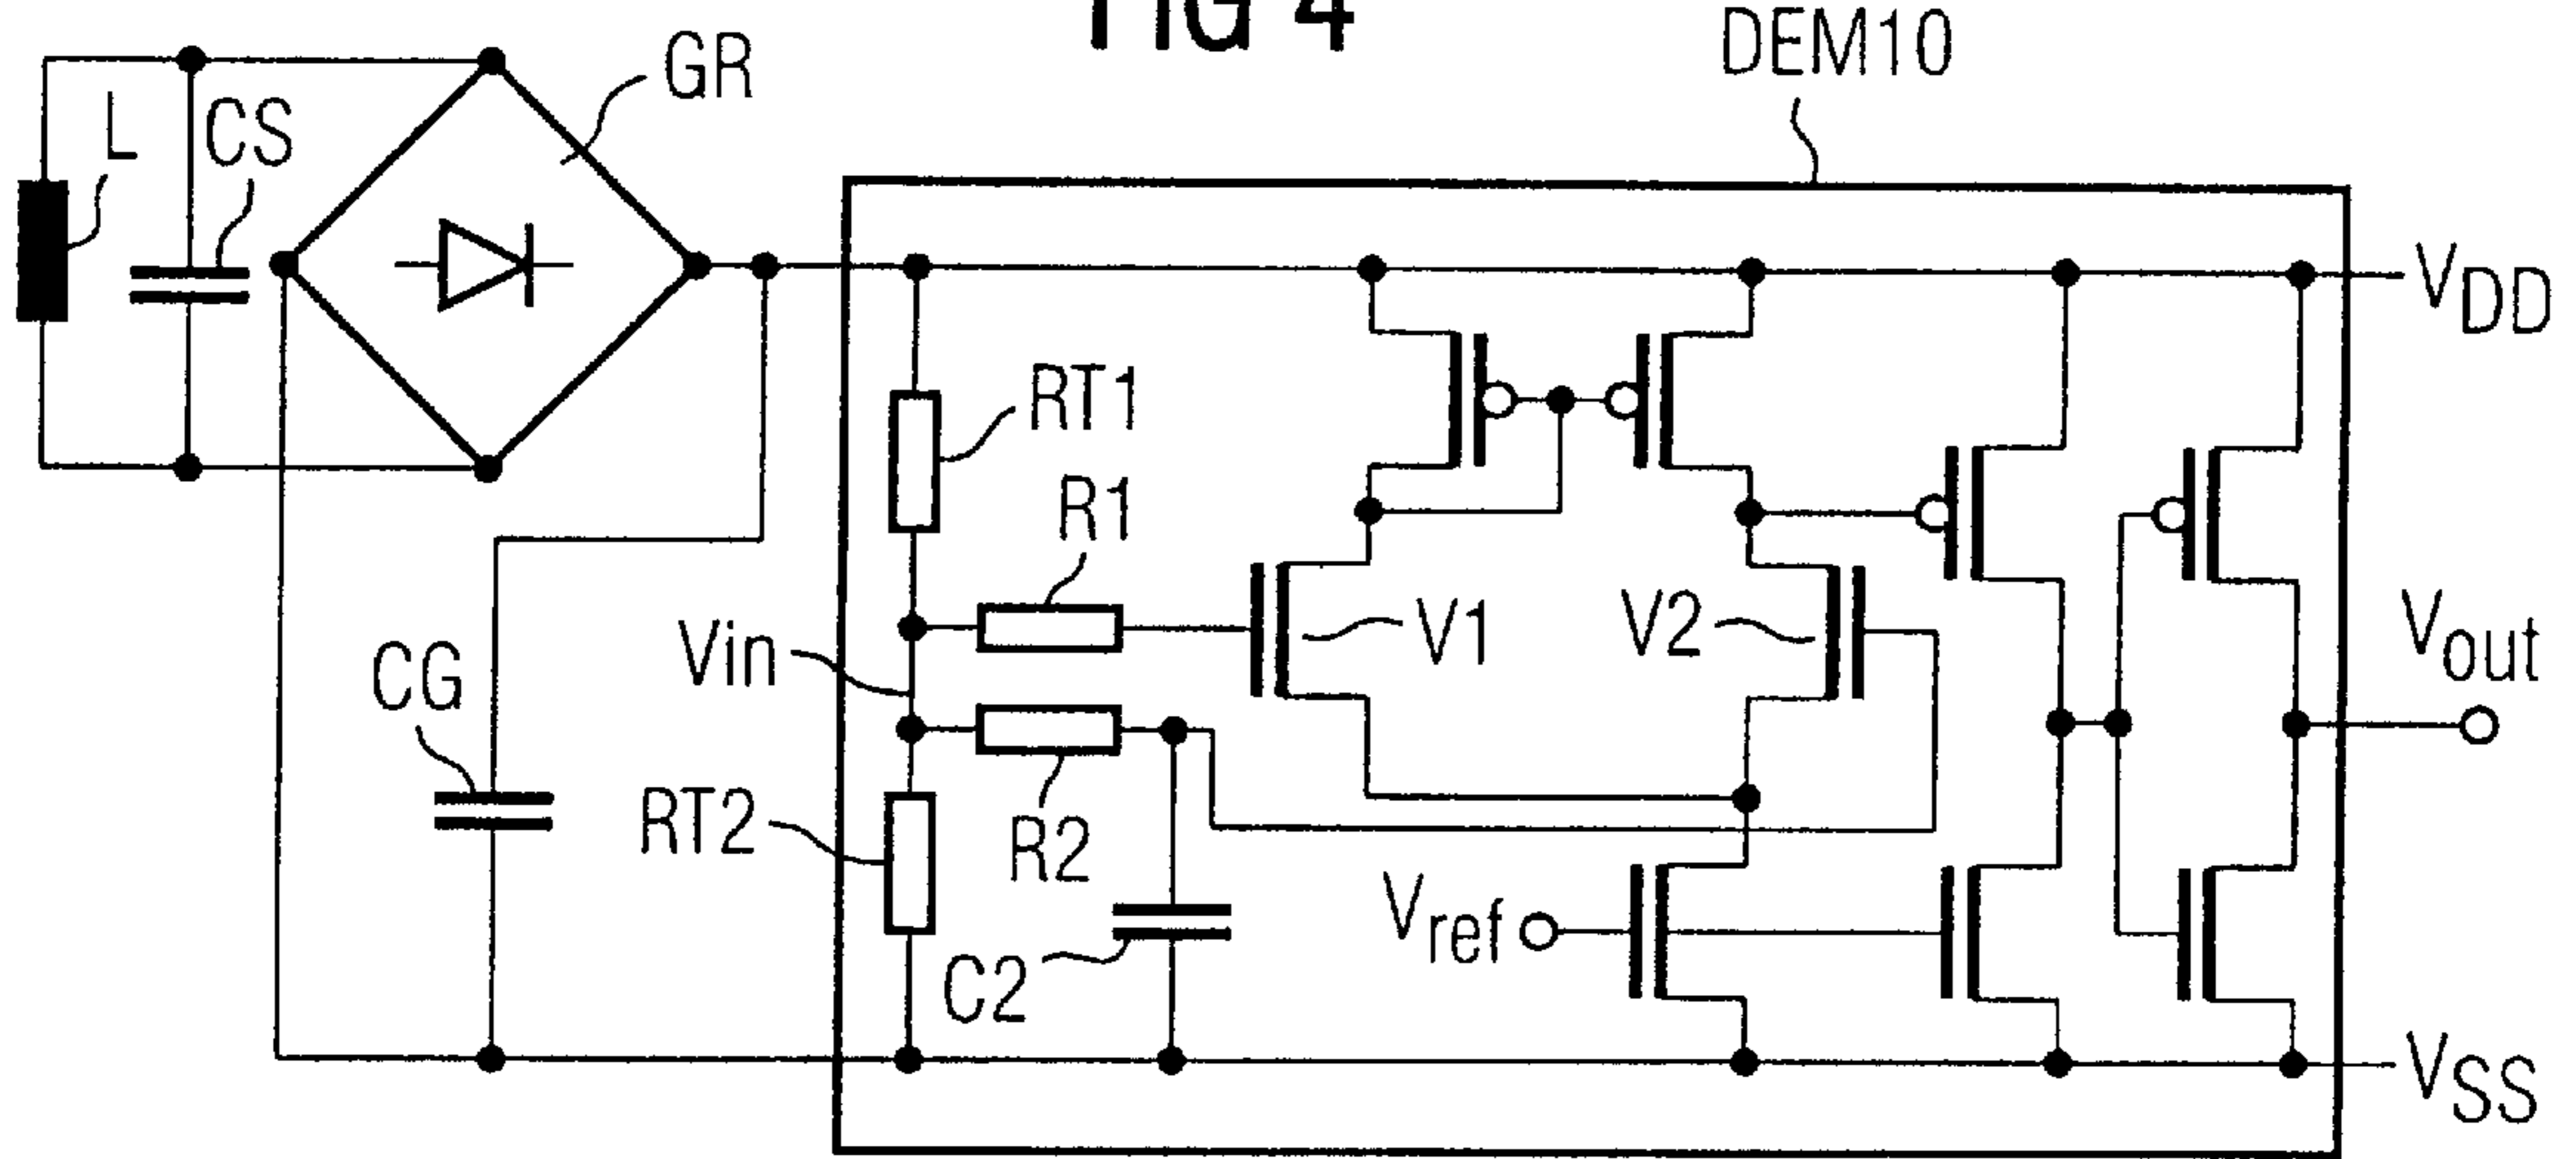 FIG 4
DEM10
GR
L
CS
VDD
RT1
R1
Vin
V1
V2
Vout
CG
RT2
R2
Vref
C2
VSS